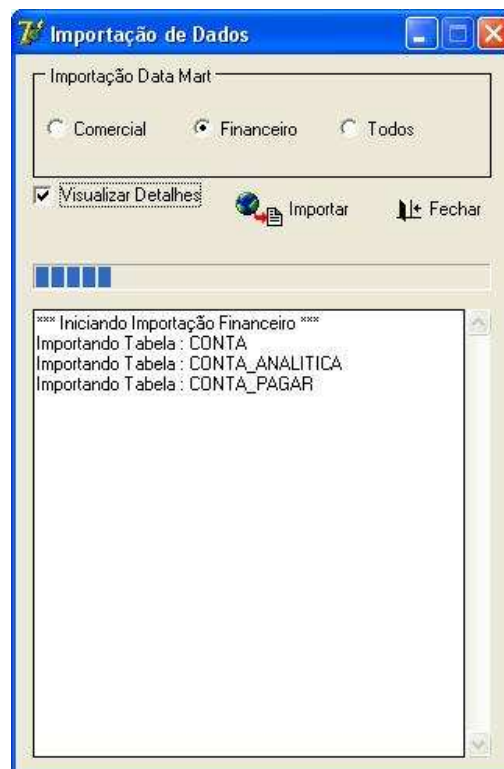 Importação de Dados
Importação Data Mart
Comercial Financeiro Todos
Visualizar Detalhes Importar Fechar
*** Iniciando Importação Financeiro ***
Importando Tabela : CONTA
Importando Tabela : CONTA_ANALITICA
Importando Tabela : CONTA_PAGAR